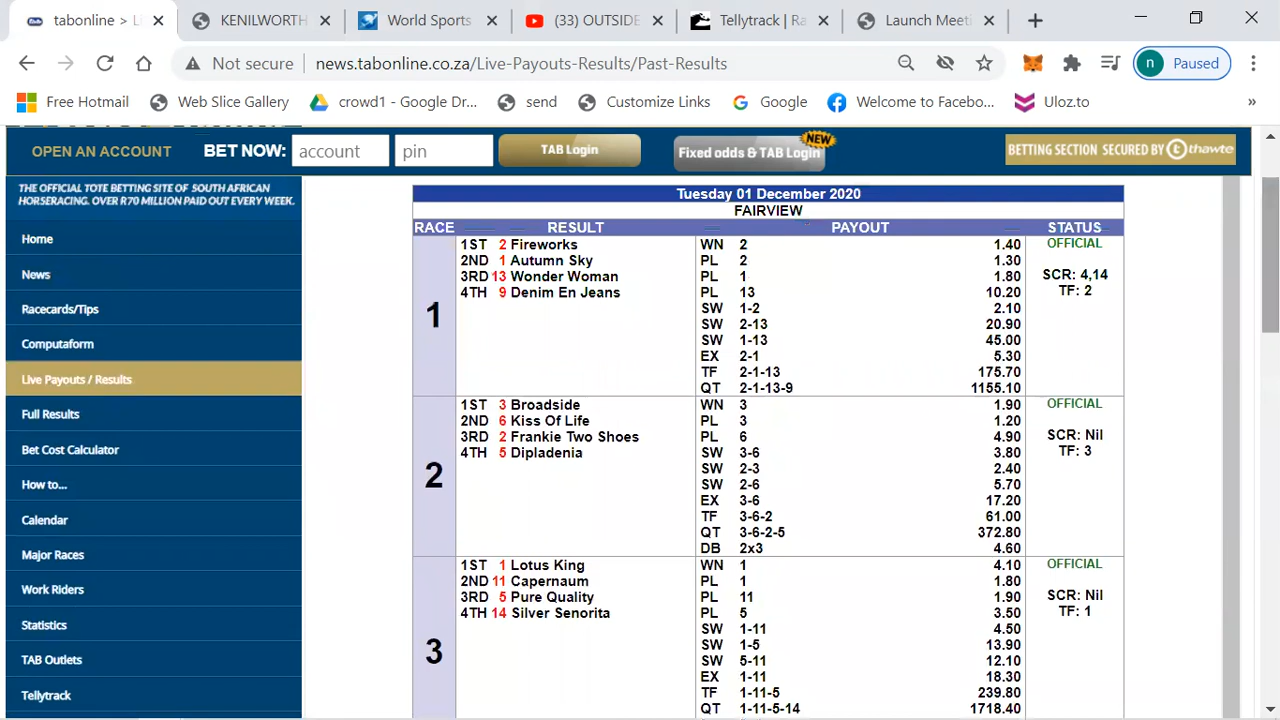 tabonline > Li
KENILWORTH
World Sports
(33) OUTSIDE
Tellytrack | Ra
Launch Meeti
Not secure | news.tabonline.co.za/Live-Payouts-Results/Past-Results
n Paused
Free Hotmail
Web Slice Gallery
crowd1 - Google Dr...
send
Customize Links
Google
Welcome to Facebo...
Uloz.to
»
OPEN AN ACCOUNT
BET NOW:
account
pin
TAB Login
Fixed odds & TAB Login
NEW
BETTING SECTION SECURED BY thawte
THE OFFICIAL TOTE BETTING SITE OF SOUTH AFRICAN
HORSERACING. OVER R70 MILLION PAID OUT EVERY WEEK.
Home
News
Racecards/Tips
Computaform
Live Payouts / Results
Full Results
Bet Cost Calculator
How to...
Calendar
Major Races
Work Riders
Statistics
TAB Outlets
Tellytrack
Tuesday 01 December 2020
FAIRVIEW
RACE RESULT PAYOUT STATUS
1
1ST 2 Fireworks
2ND 1 Autumn Sky
3RD 13 Wonder Woman
4TH 9 Denim En Jeans
WN 2 1.40
PL 2 1.30
PL 1 1.80
PL 13 10.20
SW 1-2 2.10
SW 2-13 20.90
SW 1-13 45.00
EX 2-1 5.30
TF 2-1-13 175.70
QT 2-1-13-9 1155.10
OFFICIAL
SCR: 4,14
TF: 2
2
1ST 3 Broadside
2ND 6 Kiss Of Life
3RD 2 Frankie Two Shoes
4TH 5 Dipladenia
WN 3 1.90
PL 3 1.20
PL 6 4.90
SW 3-6 3.80
SW 2-3 2.40
SW 2-6 5.70
EX 3-6 17.20
TF 3-6-2 61.00
QT 3-6-2-5 372.80
DB 2x3 4.60
OFFICIAL
SCR: Nil
TF: 3
3
1ST 1 Lotus King
2ND 11 Capernaum
3RD 5 Pure Quality
4TH 14 Silver Senorita
WN 1 4.10
PL 1 1.80
PL 11 1.90
PL 5 3.50
SW 1-11 4.50
SW 1-5 13.90
SW 5-11 12.10
EX 1-11 18.30
TF 1-11-5 239.80
QT 1-11-5-14 1718.40
OFFICIAL
SCR: Nil
TF: 1